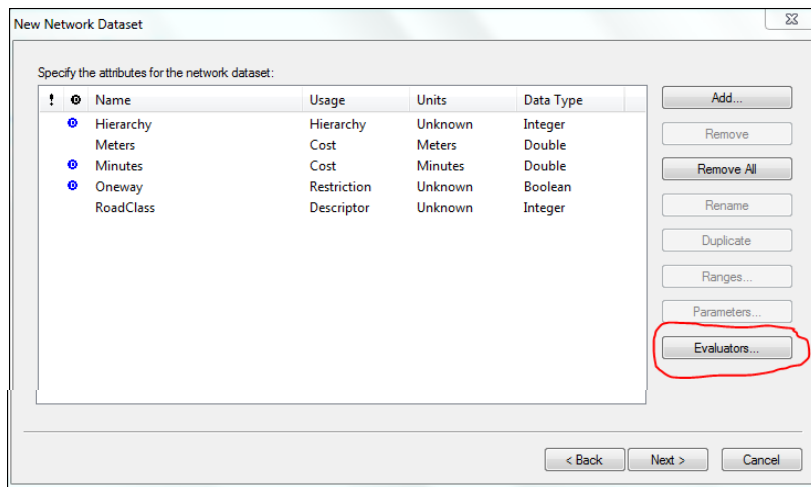 New Network Dataset
Specify the attributes for the network dataset:
! D Name Usage Units Data Type
D Hierarchy Hierarchy Unknown Integer
Meters Cost Meters Double
D Minutes Cost Minutes Double
D Oneway Restriction Unknown Boolean
RoadClass Descriptor Unknown Integer
Add...
Remove
Remove All
Rename
Duplicate
Ranges...
Parameters...
Evaluators...
< Back Next > Cancel